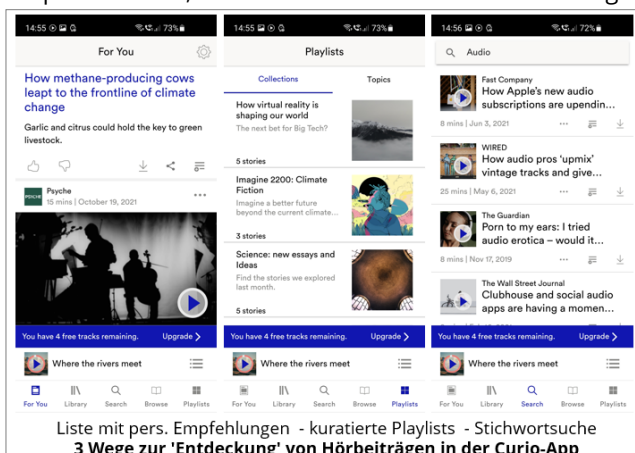 14:55
73%
For You
How methane-producing cows
leapt to the frontline of climate
change
Garlic and citrus could hold the key to green
livestock.
PSYCHE
Psyche
15 mins | October 19, 2021
You have 4 free tracks remaining.
Upgrade
Where the rivers meet
For You
Library
Search
Browse
Playlists
14:55
73%
Playlists
Collections
Topics
How virtual reality is
shaping our world
The next bet for Big Tech?
5 stories
Imagine 2200: Climate
Fiction
Imagine a better future
beyond the current climate...
3 stories
Science: new essays and
Ideas
Find the stories we explored
last month.
5 stories
You have 4 free tracks remaining.
Upgrade
Where the rivers meet
For You
Library
Search
Browse
Playlists
14:56
72%
Audio
Fast Company
How Apple's new audio
subscriptions are upendin...
8 mins | Jun 3, 2021
WIRED
How audio pros 'upmix'
vintage tracks and give...
25 mins | May 6, 2021
The Guardian
Porn to my ears: I tried
audio erotica – would it...
8 mins | Nov 17, 2019
The Wall Street Journal
Clubhouse and social audio
apps are having a momen...
You have 4 free tracks remaining.
Upgrade
Where the rivers meet
For You
Library
Search
Browse
Playlists
Liste mit pers. Empfehlungen - kuratierte Playlists - Stichwortsuche
3 Wege zur 'Entdeckung' von Hörbeiträgen in der Curio-App